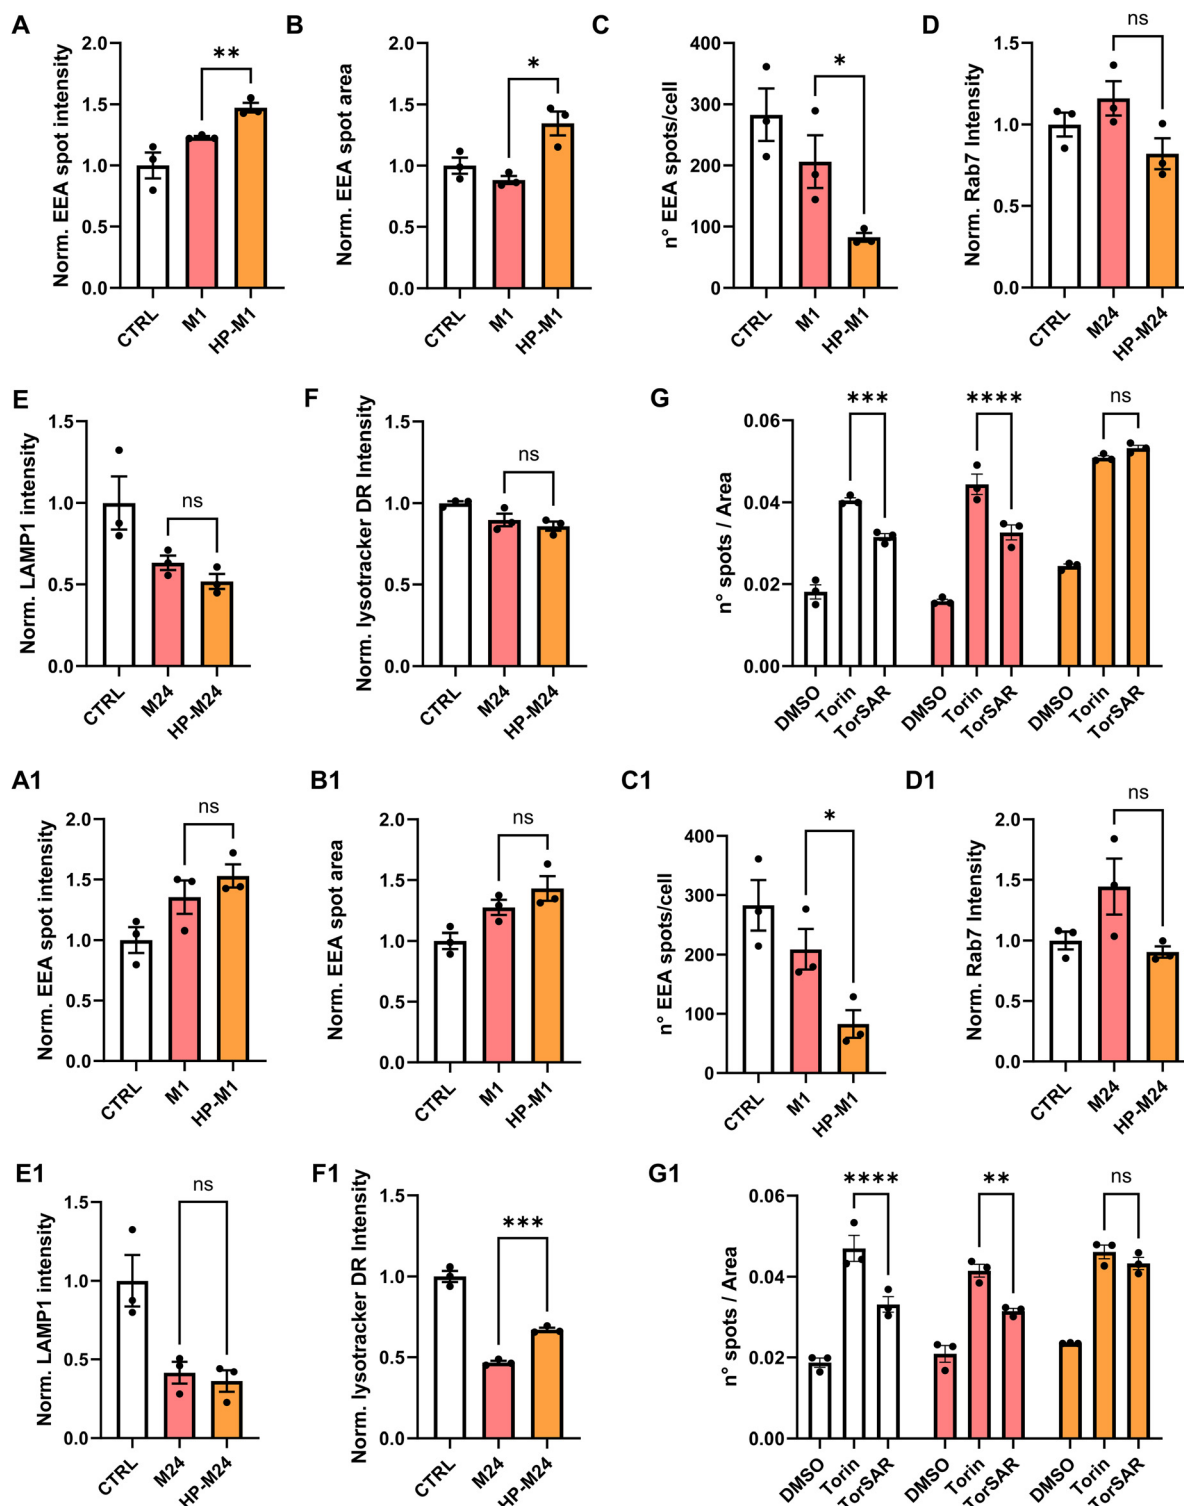 A
Norm. EEA spot intensity
2.0
1.5
1.0
0.5
0.0
**
CTRL
M1
HP-M1
B
Norm. EEA spot area
2.0
1.5
1.0
0.5
0.0
*
CTRL
M1
HP-M1
C
n° EEA spots/cell
400
300
200
100
0
*
CTRL
M1
HP-M1
D
Norm. Rab7 Intensity
1.5
1.0
0.5
0.0
ns
CTRL
M24
HP-M24
E
Norm. LAMP1 intensity
1.5
1.0
0.5
0.0
ns
CTRL
M24
HP-M24
F
Norm. lysotracker DR Intensity
1.5
1.0
0.5
0.0
ns
CTRL
M24
HP-M24
G
n° spots / Area
0.06
0.04
0.02
0.00
***
****
ns
DMSO
Torin
TorSAR
DMSO
Torin
TorSAR
DMSO
Torin
TorSAR
A1
Norm. EEA spot intensity
2.0
1.5
1.0
0.5
0.0
ns
CTRL
M1
HP-M1
B1
Norm. EEA spot area
2.0
1.5
1.0
0.5
0.0
ns
CTRL
M1
HP-M1
C1
n° EEA spots/cell
400
300
200
100
0
*
CTRL
M1
HP-M1
D1
Norm. Rab7 Intensity
2.0
1.5
1.0
0.5
0.0
ns
CTRL
M24
HP-M24
E1
Norm. LAMP1 intensity
1.5
1.0
0.5
0.0
ns
CTRL
M24
HP-M24
F1
Norm. lysotracker DR Intensity
1.5
1.0
0.5
0.0
***
CTRL
M24
HP-M24
G1
n° spots / Area
0.06
0.04
0.02
0.00
****
**
ns
DMSO
Torin
TorSAR
DMSO
Torin
TorSAR
DMSO
Torin
TorSAR